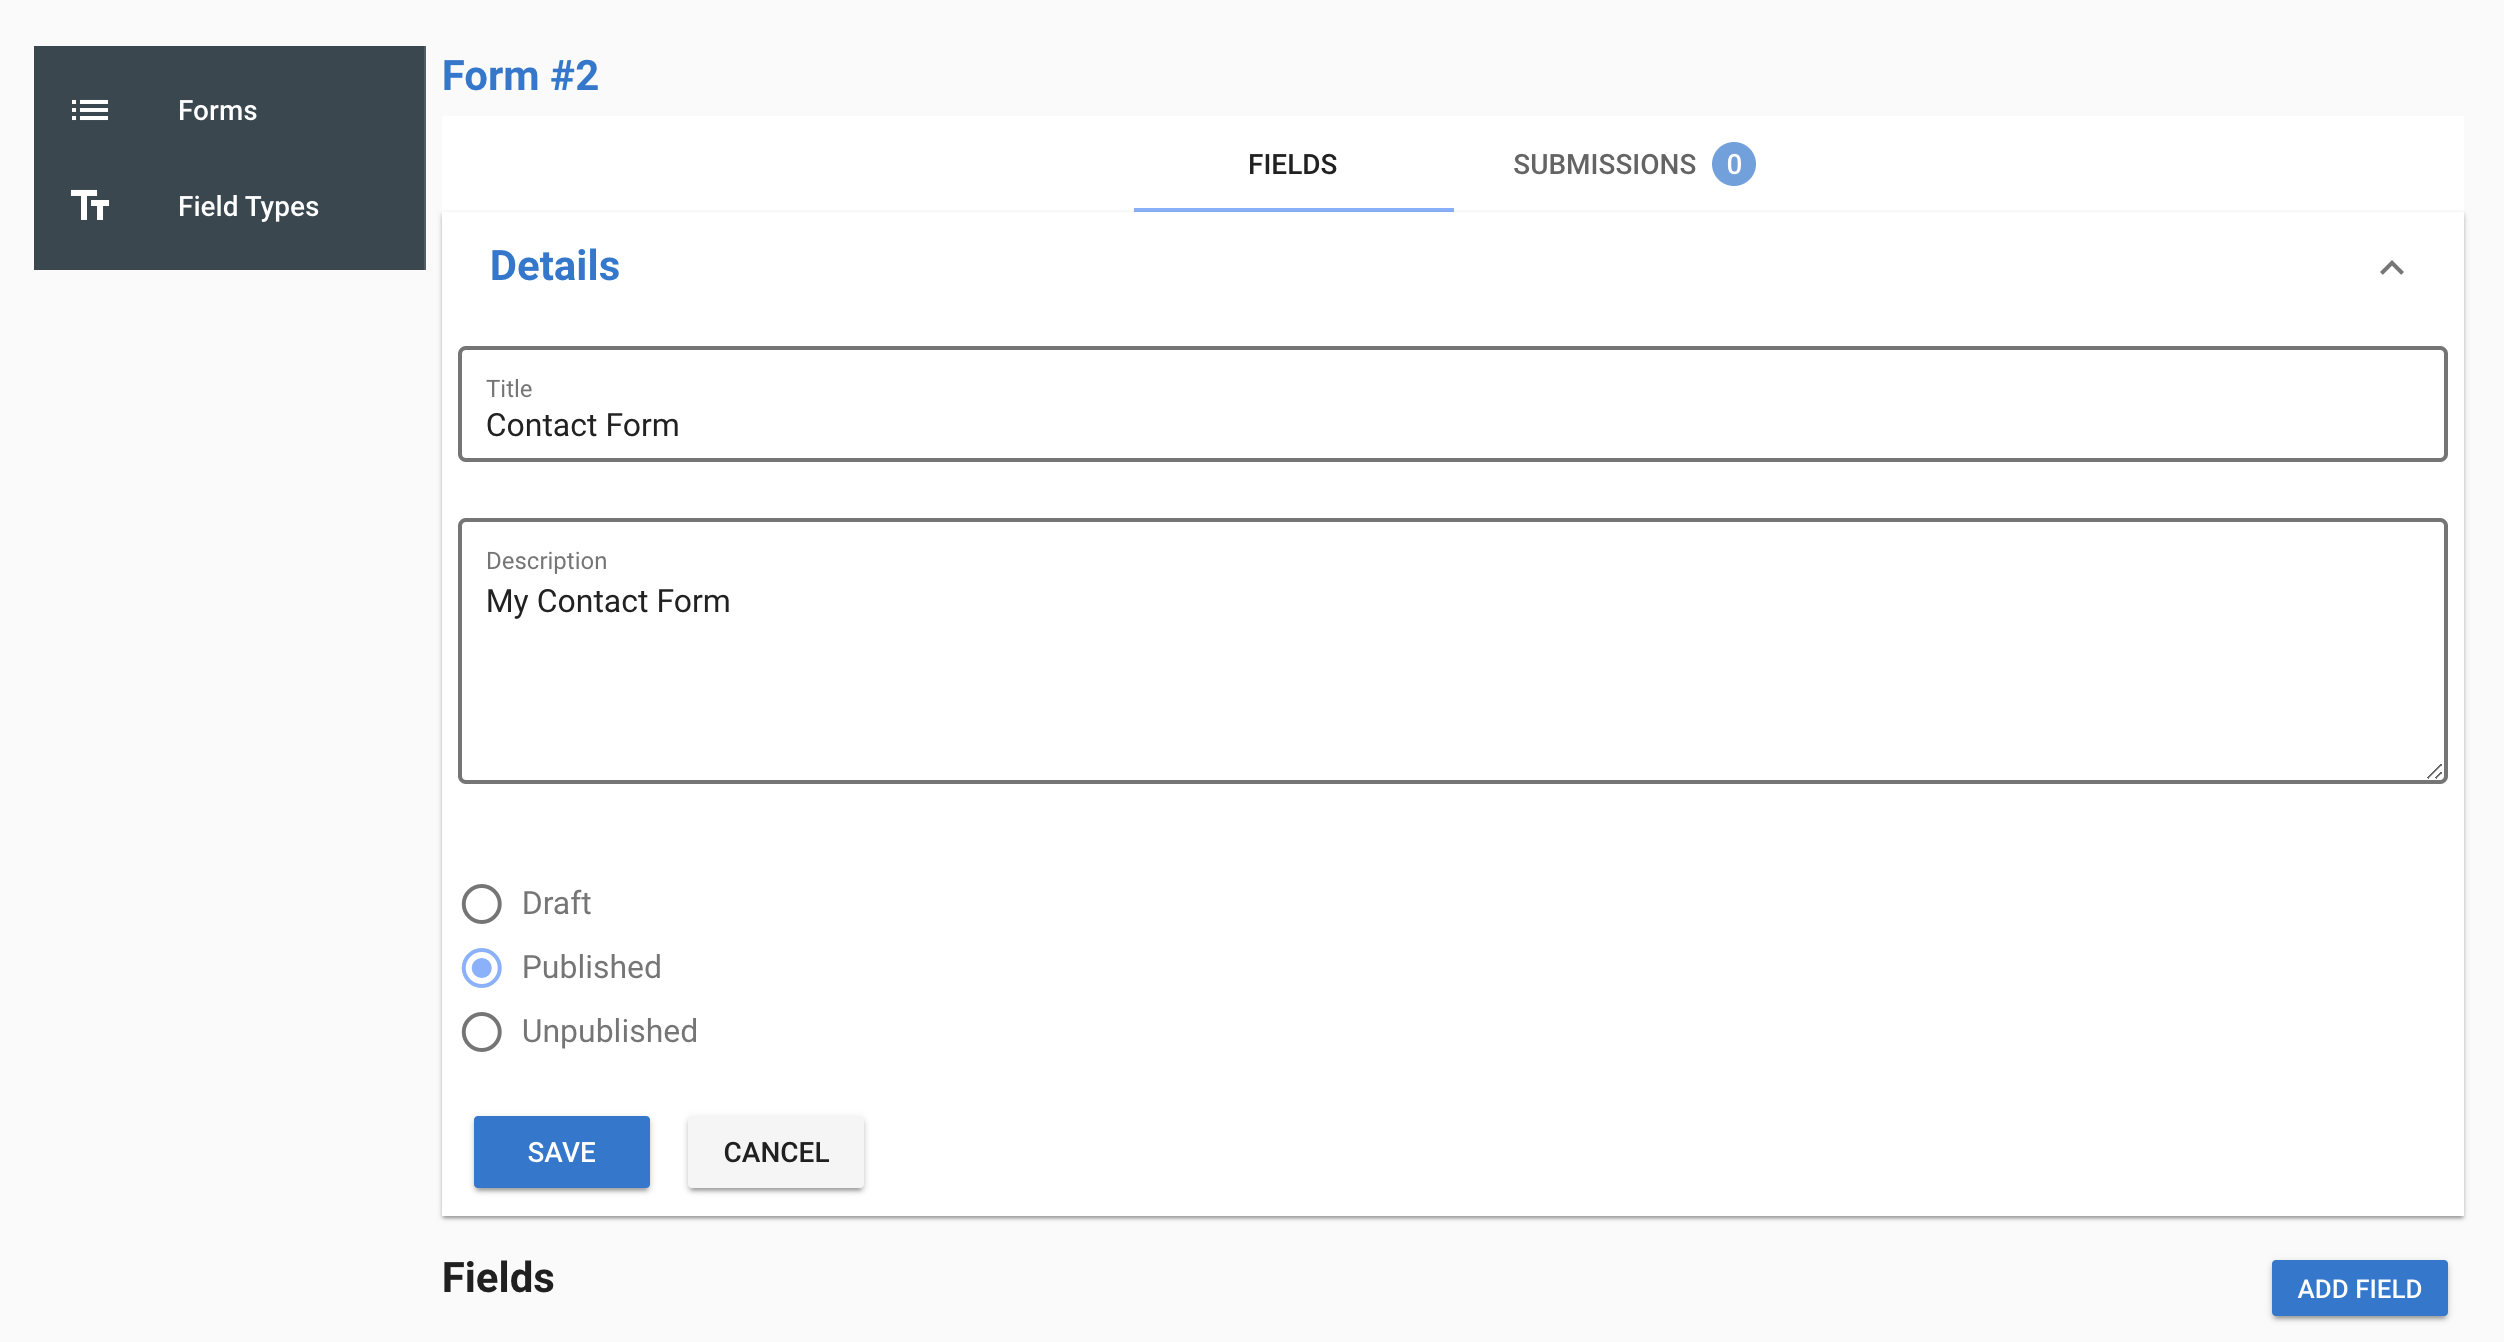 Forms
Field Types
Form #2
FIELDS
SUBMISSIONS 0
Details
Title
Contact Form
Description
My Contact Form
Draft
Published
Unpublished
SAVE
CANCEL
Fields
ADD FIELD